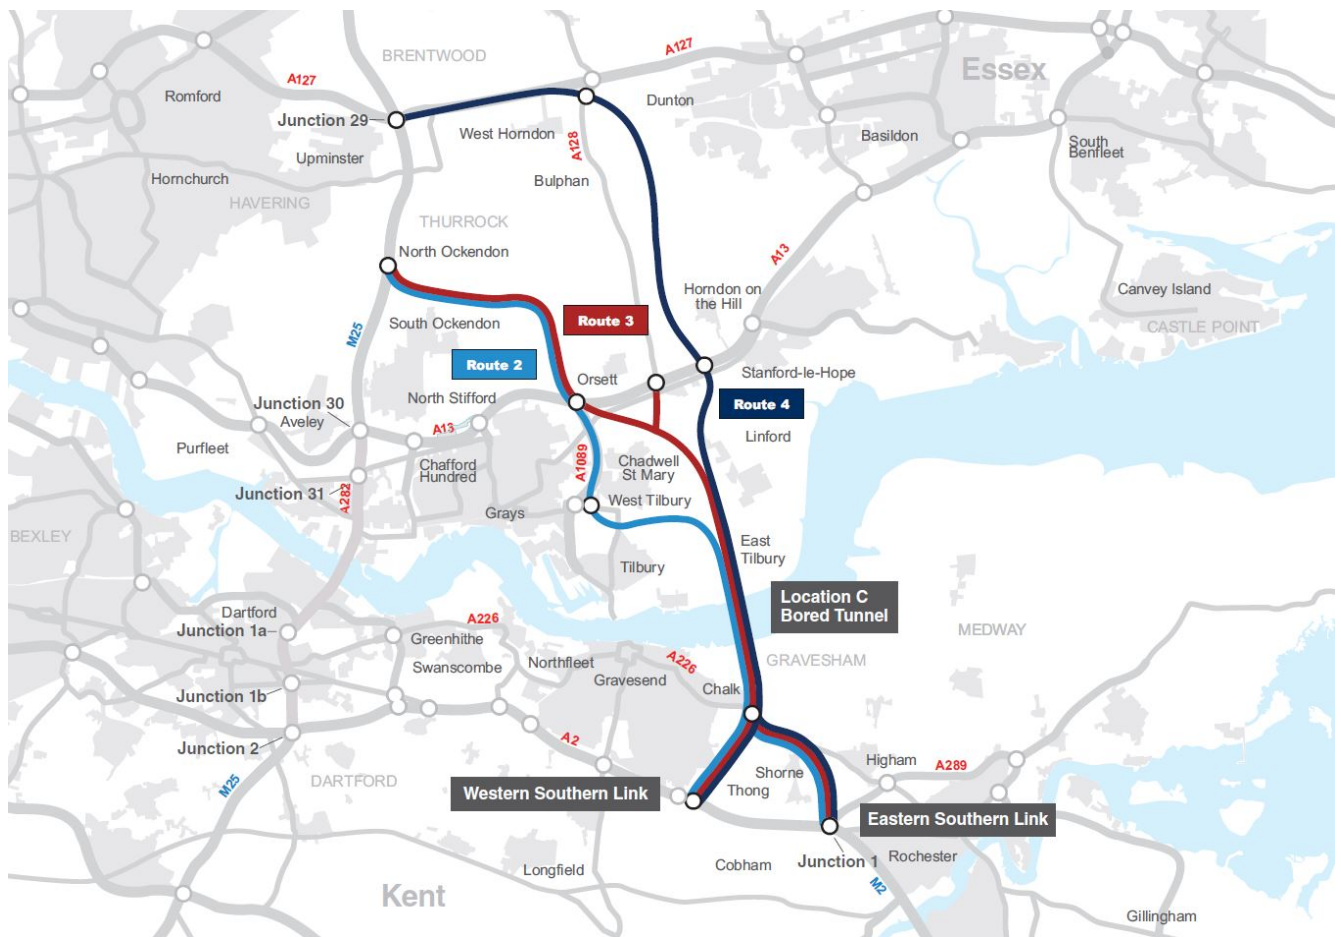 BRENTWOOD
A127
Essex
A127
Romford
Dunton
Junction 29
West Horndon
A128
Basildon
South
Benfleet
Upminster
Hornchurch
Bulphan
HAVERING
THURROCK
North Ockendon
A13
Horndon on
the Hill
Canvey Island
CASTLE POINT
M25
South Ockendon
Route 3
Route 2
Orsett
Stanford-le-Hope
North Stifford
Junction 30
Aveley
Route 4
A13
Linford
Purfleet
Chafford
Hundred
A1089
Chadwell
St Mary
Junction 31
A282
West Tilbury
Grays
BEXLEY
East
Tilbury
Tilbury
Location C
Bored Tunnel
Dartford
Junction 1a
A226
Greenhithe
MEDWAY
Swanscombe
Northfleet
A226
GRAVESHAM
Gravesend
Chalk
Junction 1b
Junction 2
A2
Higham
A289
M25
DARTFORD
Shorne
Thong
Western Southern Link
Eastern Southern Link
Longfield
Cobham
Junction 1
Rochester
M2
Kent
Gillingham